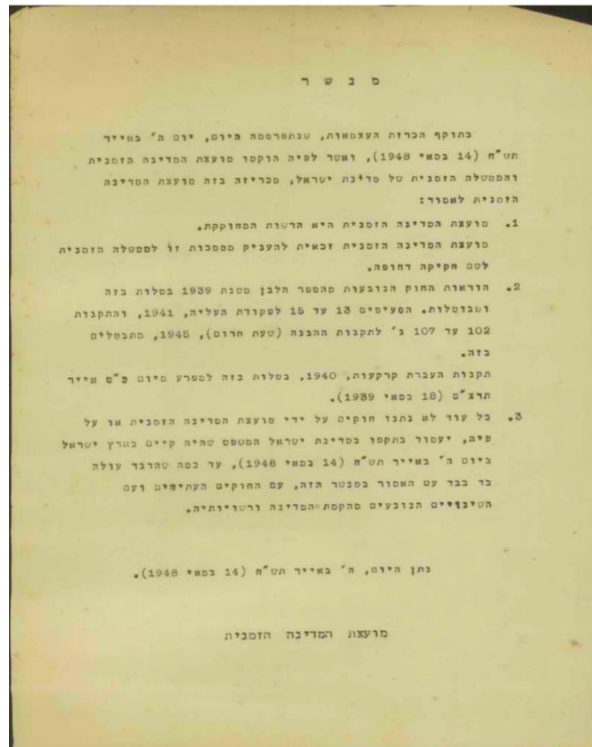 מ נ ש ר
בתוקף הכרזת העצמאות, שנתפרסמה היום, יום ה' באייר
תש"ח (14 במאי 1948), ואשר לפיה הוקמו מועצת המדינה הזמנית
והממשלה הזמנית של מדינת ישראל, מכריזה בזה מועצת המדינה
הזמנית לאמור:
1. מועצת המדינה הזמנית היא הרשות המחוקקת.
מועצת המדינה הזמנית זכאית להעניק מסמכות זו לממשלה הזמנית
לשם חקיקה דחופה.
2. הוראות החוק הנובעות מהספר הלבן משנת 1939 בטלות בזה
ומבוטלות. הסעיפים 13 עד 15 לפקודת העליה, 1941, והתקנות
102 עד 107 ג' לתקנות ההגנה (שעת חרום), 1945, מתבטלים
בזה.
תקנות העברת קרקעות, 1940, בטלות בזה למפרע מיום כ"ט אייר
תרצ"ט (18 במאי 1939).
3. כל עוד לא נתנו חוקים על ידי מועצת המדינה הזמנית או על
פיה, יעמוד בתקפו במדינת ישראל המשפט שהיה קיים בארץ ישראל
ביום ה' באייר תש"ח (14 במאי 1948), עד כמה שהדבר עולה
בד בבד עם האמור במנשר הזה, עם החוקים העתידים ועם
השינויים הנובעים מהקמת המדינה ורשויותיה.
נתן היום, ה' באייר תש"ח (14 במאי 1948).
מועצת המדינה הזמנית